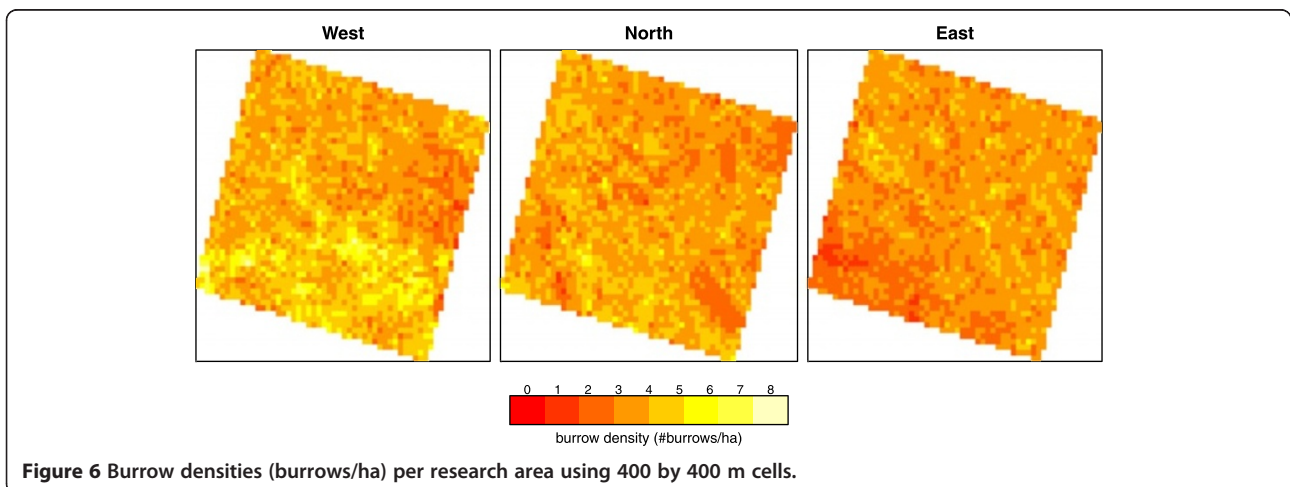 West North East
0 1 2 3 4 5 6 7 8
burrow density (#burrows/ha)
Figure 6 Burrow densities (burrows/ha) per research area using 400 by 400 m cells.